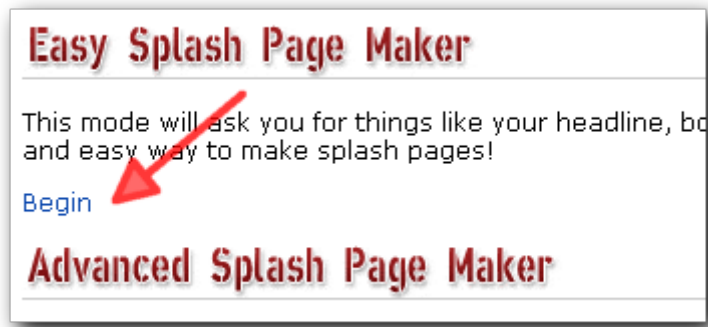 Easy Splash Page Maker
This mode will ask you for things like your headline,
and easy way to make splash pages!
Begin
Advanced Splash Page Maker